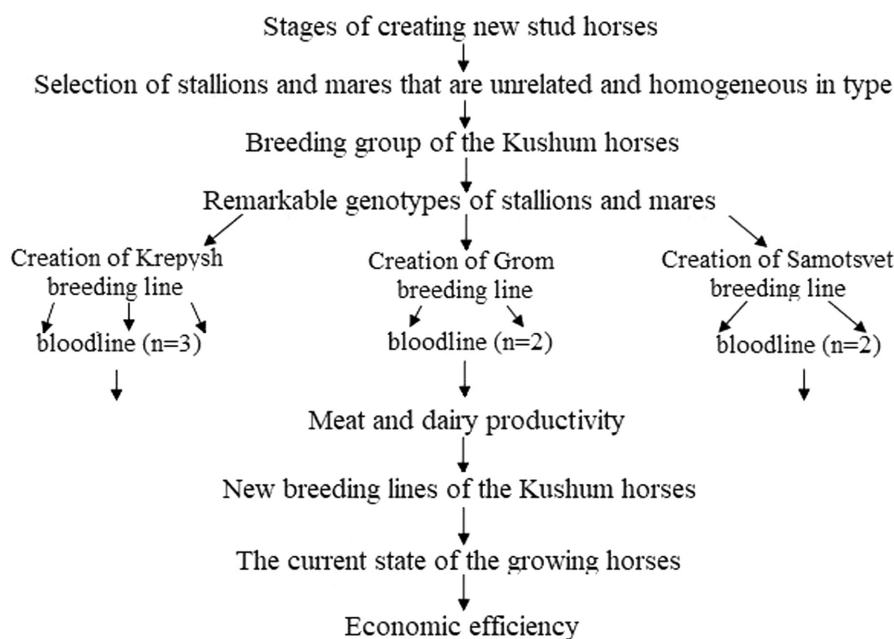 Stages of creating new stud horses
Selection of stallions and mares that are unrelated and homogeneous in type
Breeding group of the Kushum horses
Remarkable genotypes of stallions and mares
Creation of Krepysh
breeding line
bloodline (n=3)
Creation of Grom
breeding line
bloodline (n=2)
Creation of Samotsvet
breeding line
bloodline (n=2)
Meat and dairy productivity
New breeding lines of the Kushum horses
The current state of the growing horses
Economic efficiency